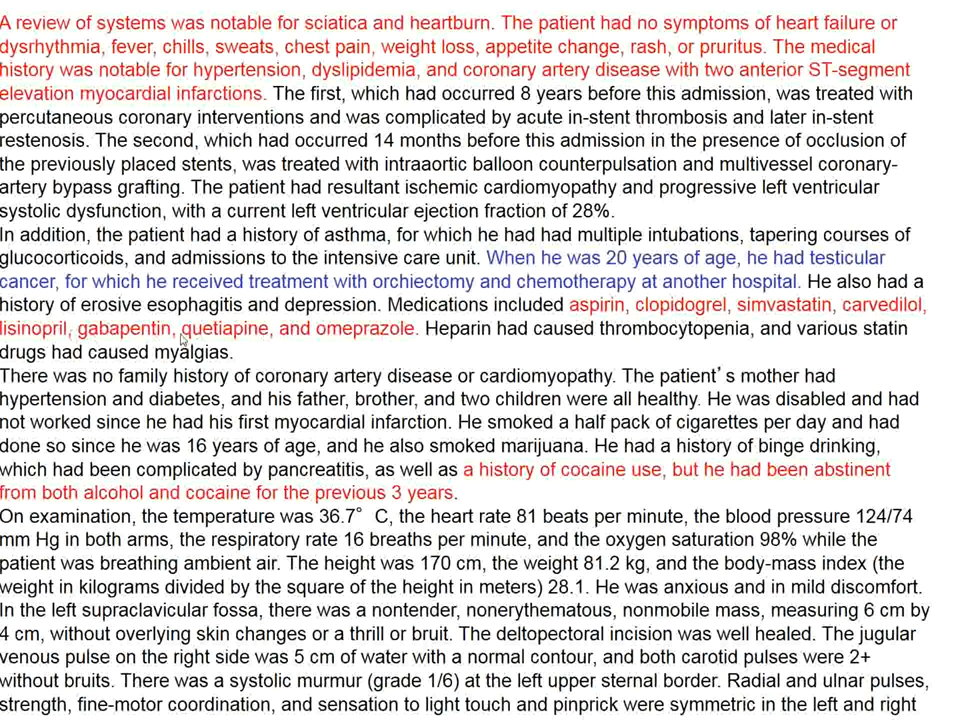 A review of systems was notable for sciatica and heartburn. The patient had no symptoms of heart failure or
dysrhythmia, fever, chills, sweats, chest pain, weight loss, appetite change, rash, or pruritus. The medical
history was notable for hypertension, dyslipidemia, and coronary artery disease with two anterior ST-segment
elevation myocardial infarctions. The first, which had occurred 8 years before this admission, was treated with
percutaneous coronary interventions and was complicated by acute in-stent thrombosis and later in-stent
restenosis. The second, which had occurred 14 months before this admission in the presence of occlusion of
the previously placed stents, was treated with intraaortic balloon counterpulsation and multivessel coronary-
artery bypass grafting. The patient had resultant ischemic cardiomyopathy and progressive left ventricular
systolic dysfunction, with a current left ventricular ejection fraction of 28%.
In addition, the patient had a history of asthma, for which he had had multiple intubations, tapering courses of
glucocorticoids, and admissions to the intensive care unit. When he was 20 years of age, he had testicular
cancer, for which he received treatment with orchiectomy and chemotherapy at another hospital. He also had a
history of erosive esophagitis and depression. Medications included aspirin, clopidogrel, simvastatin, carvedilol,
lisinopril, gabapentin, quetiapine, and omeprazole. Heparin had caused thrombocytopenia, and various statin
drugs had caused myalgias.
There was no family history of coronary artery disease or cardiomyopathy. The patient’s mother had
hypertension and diabetes, and his father, brother, and two children were all healthy. He was disabled and had
not worked since he had his first myocardial infarction. He smoked a half pack of cigarettes per day and had
done so since he was 16 years of age, and he also smoked marijuana. He had a history of binge drinking,
which had been complicated by pancreatitis, as well as a history of cocaine use, but he had been abstinent
from both alcohol and cocaine for the previous 3 years.
On examination, the temperature was 36.7° C, the heart rate 81 beats per minute, the blood pressure 124/74
mm Hg in both arms, the respiratory rate 16 breaths per minute, and the oxygen saturation 98% while the
patient was breathing ambient air. The height was 170 cm, the weight 81.2 kg, and the body-mass index (the
weight in kilograms divided by the square of the height in meters) 28.1. He was anxious and in mild discomfort.
In the left supraclavicular fossa, there was a nontender, nonerythematous, nonmobile mass, measuring 6 cm by
4 cm, without overlying skin changes or a thrill or bruit. The deltopectoral incision was well healed. The jugular
venous pulse on the right side was 5 cm of water with a normal contour, and both carotid pulses were 2+
without bruits. There was a systolic murmur (grade 1/6) at the left upper sternal border. Radial and ulnar pulses,
strength, fine-motor coordination, and sensation to light touch and pinprick were symmetric in the left and right